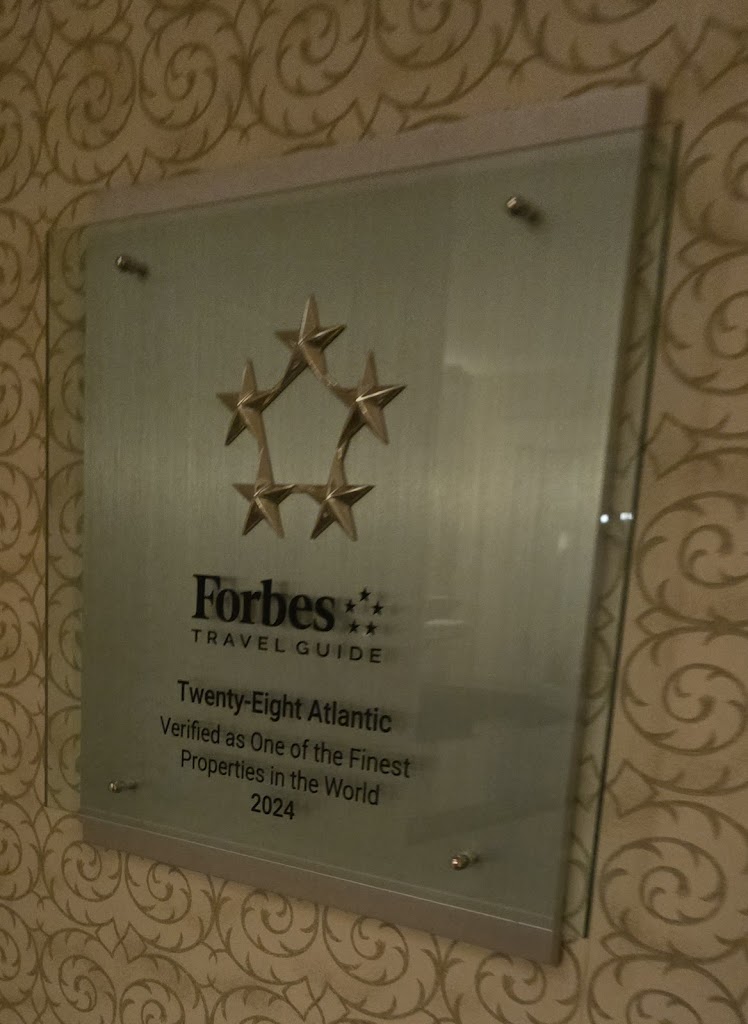 Forbes
TRAVEL GUIDE
Twenty-Eight Atlantic
Verified as One of the Finest
Properties in the World
2024